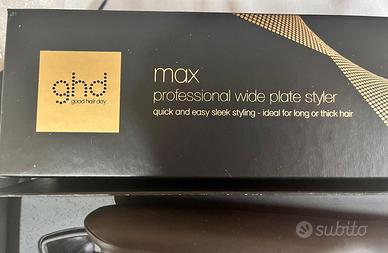 ghd
good hair day
max
professional wide plate styler
quick and easy sleek styling - ideal for long or thick hair
subito